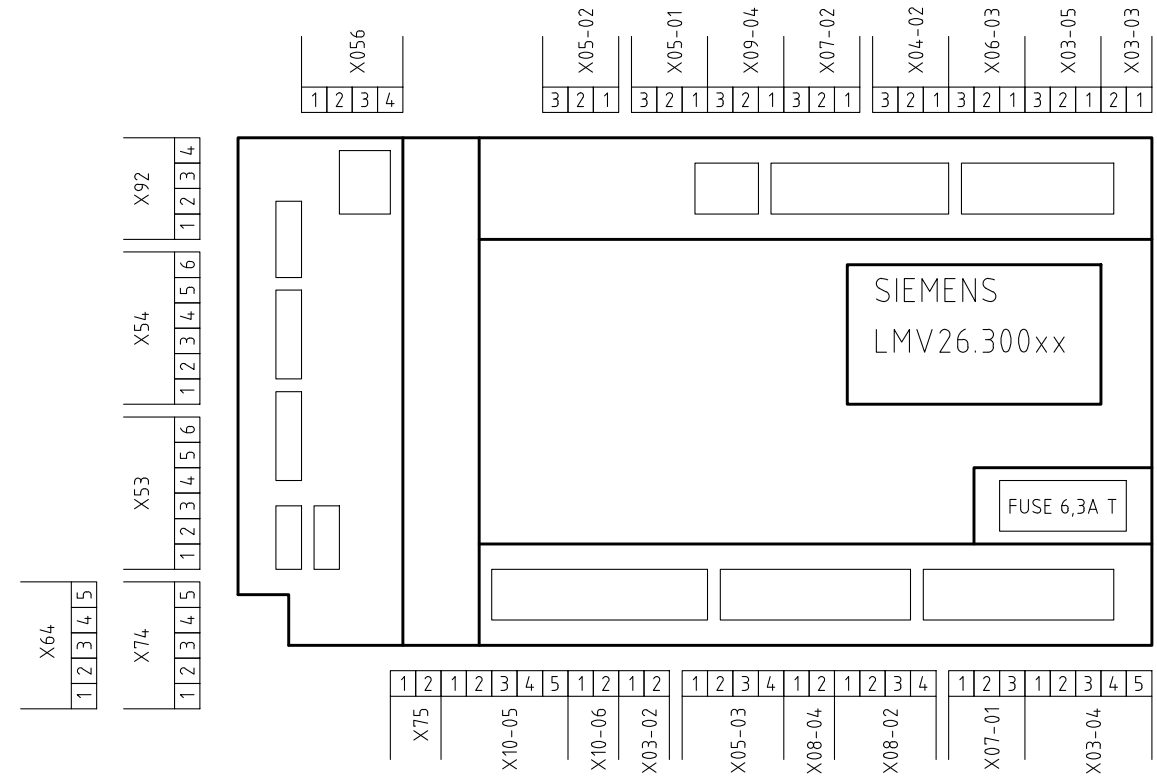 X056
1 2 3 4
X05-02
3 2 1
X05-01
3 2 1
X09-04
3 2 1
X07-02
3 2 1
X04-02
3 2 1
X06-03
3 2 1
X03-05
3 2 1
X03-03
2 1
X92
1 2 3 4
X54
1 2 3 4 5 6
X53
1 2 3 4 5 6
X64
1 2 3 4 5
X74
1 2 3 4 5
SIEMENS
LMV26.300xx
FUSE 6,3A T
1 2
X75
1 2 3 4 5
X10-05
1 2
X10-06
1 2
X03-02
1 2 3 4
X05-03
1 2
X08-04
1 2 3 4
X08-02
1 2 3
X07-01
1 2 3 4 5
X03-04